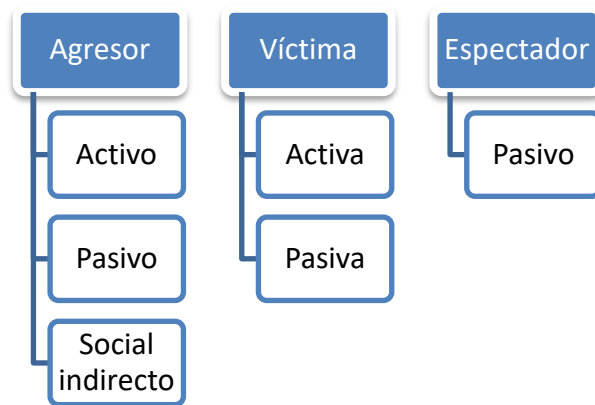 Agresor
Activo
Pasivo
Social
indirecto
Víctima
Activa
Pasiva
Espectador
Pasivo